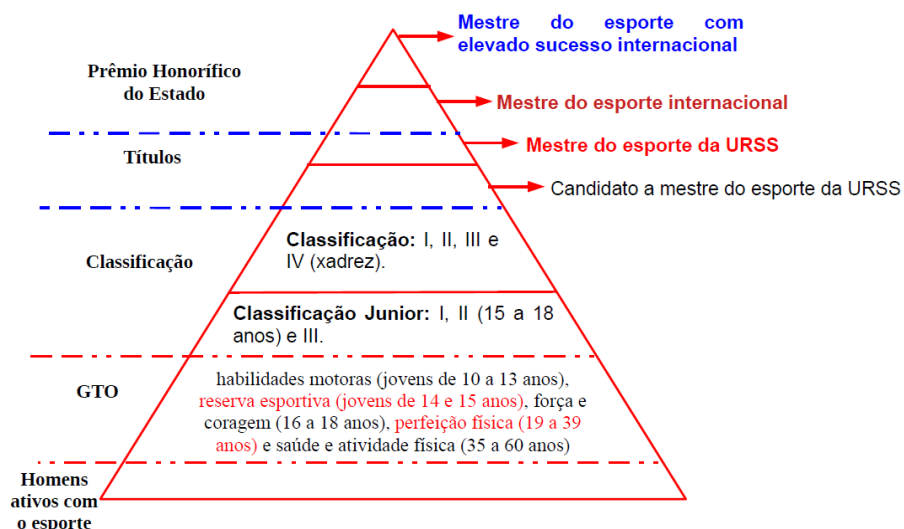 Mestre do esporte com
elevado sucesso internacional
Prêmio Honorífico
do Estado
Mestre do esporte internacional
Mestre do esporte da URSS
Títulos
Candidato a mestre do esporte da URSS
Classificação
Classificação: I, II, III e
IV (xadrez).
Classificação Junior: I, II (15 a 18
anos) e III.
GTO
habilidades motoras (jovens de 10 a 13 anos),
reserva esportiva (jovens de 14 e 15 anos), força e
coragem (16 a 18 anos), perfeição física (19 a 39
anos) e saúde e atividade física (35 a 60 anos)
Homens
ativos com
o esporte